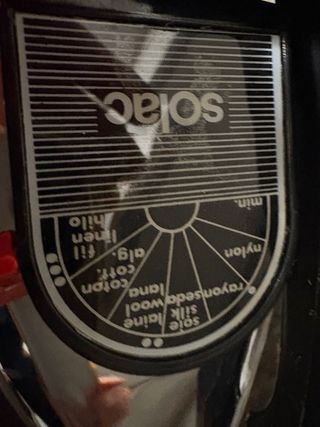 min.
nylon
rayon
soie
silk
seda
laine
wool
lana
coton
cott.
alg.
fil
linen
hilo
solac